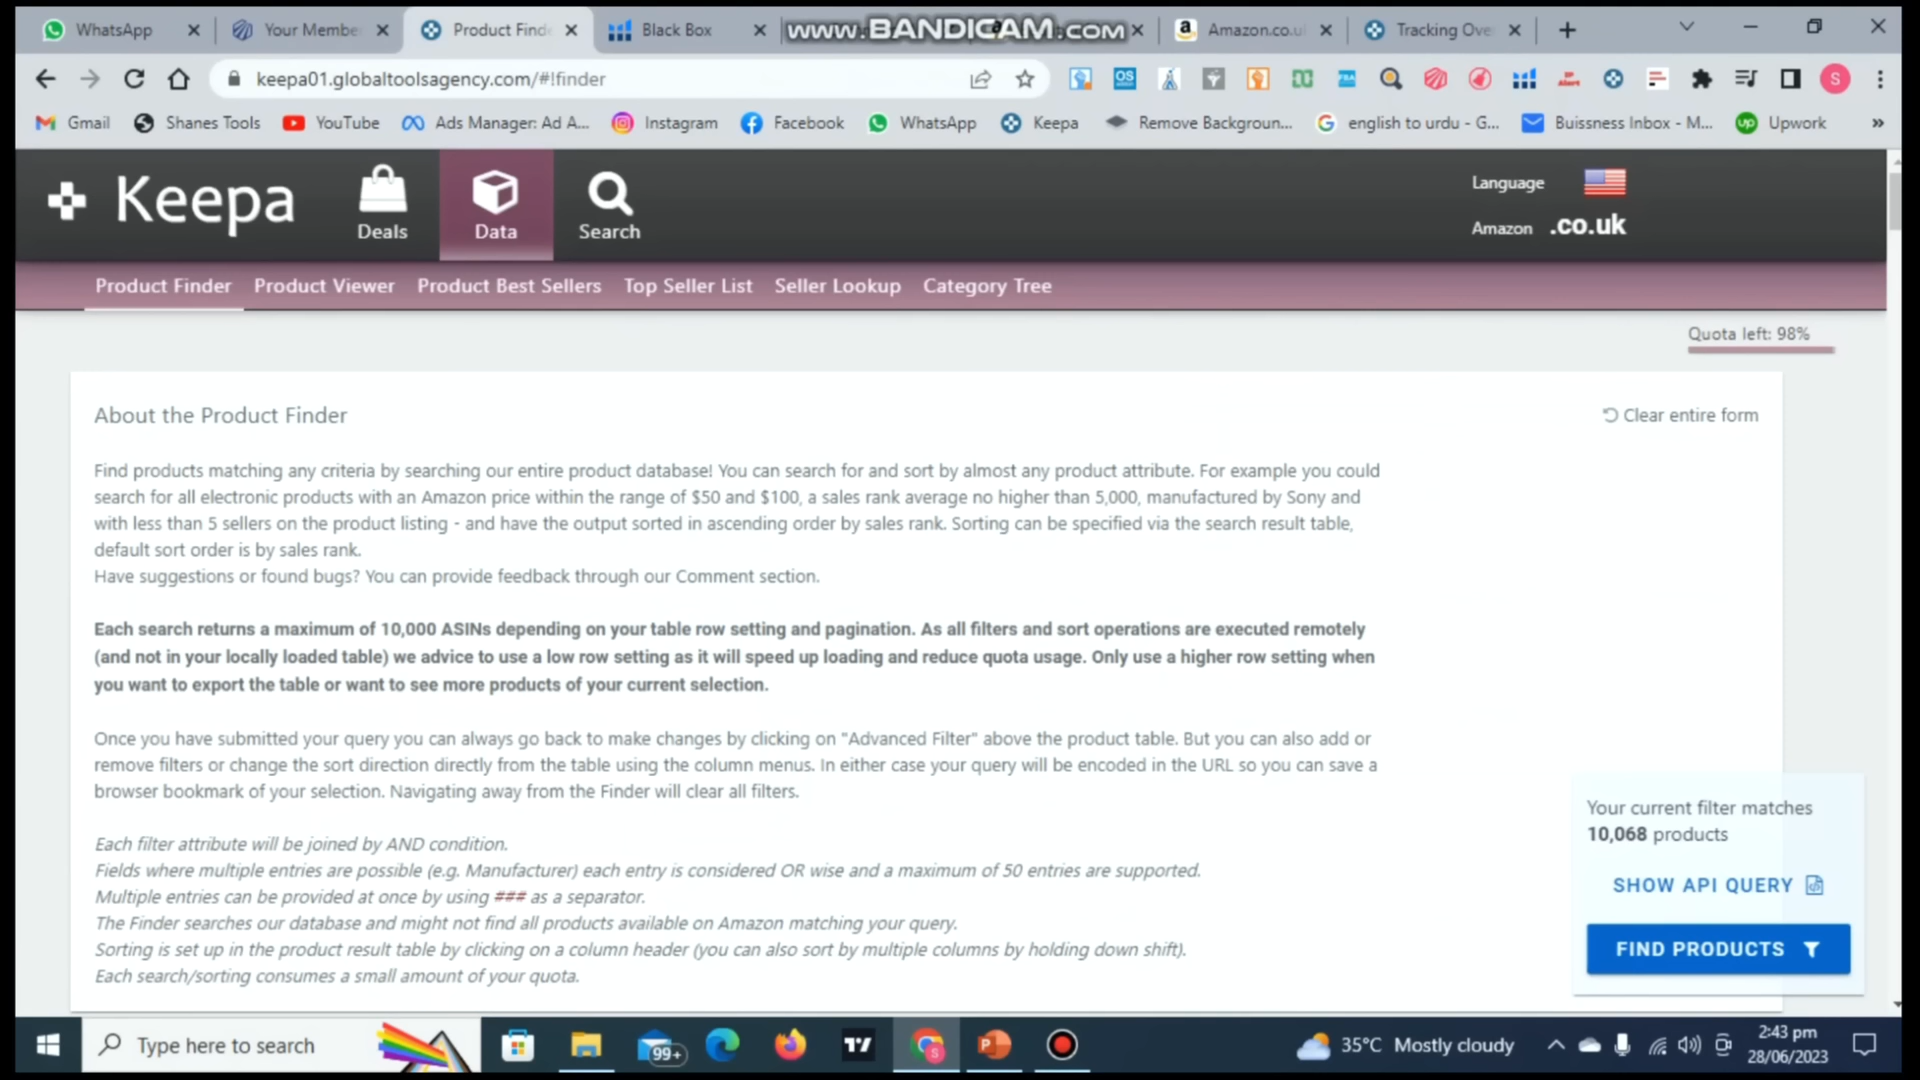 WhatsApp
Your Membe
Product Find
Black Box
www.BANDICAM.com
Amazon.co.u
Tracking Ove
keepa01.globaltoolsagency.com/#!finder
OS
FBA
S
Gmail
Shanes Tools
YouTube
Ads Manager: Ad A...
Instagram
Facebook
WhatsApp
Keepa
Remove Backgroun...
english to urdu - G...
Buissness Inbox - M...
up
Upwork
»
Keepa
Deals
Data
Search
Language
Amazon .co.uk
Product Finder
Product Viewer
Product Best Sellers
Top Seller List
Seller Lookup
Category Tree
Quota left: 98%
About the Product Finder
Clear entire form
Find products matching any criteria by searching our entire product database! You can search for and sort by almost any product attribute. For example you could
search for all electronic products with an Amazon price within the range of $50 and $100, a sales rank average no higher than 5,000, manufactured by Sony and
with less than 5 sellers on the product listing - and have the output sorted in ascending order by sales rank. Sorting can be specified via the search result table,
default sort order is by sales rank.
Have suggestions or found bugs? You can provide feedback through our Comment section.
Each search returns a maximum of 10,000 ASINs depending on your table row setting and pagination. As all filters and sort operations are executed remotely
(and not in your locally loaded table) we advice to use a low row setting as it will speed up loading and reduce quota usage. Only use a higher row setting when
you want to export the table or want to see more products of your current selection.
Once you have submitted your query you can always go back to make changes by clicking on "Advanced Filter" above the product table. But you can also add or
remove filters or change the sort direction directly from the table using the column menus. In either case your query will be encoded in the URL so you can save a
browser bookmark of your selection. Navigating away from the Finder will clear all filters.
Each filter attribute will be joined by AND condition.
Fields where multiple entries are possible (e.g. Manufacturer) each entry is considered OR wise and a maximum of 50 entries are supported.
Multiple entries can be provided at once by using ### as a separator.
The Finder searches our database and might not find all products available on Amazon matching your query.
Sorting is set up in the product result table by clicking on a column header (you can also sort by multiple columns by holding down shift).
Each search/sorting consumes a small amount of your quota.
Your current filter matches
10,068 products
SHOW API QUERY
FIND PRODUCTS
Type here to search
99+
35°C Mostly cloudy
2:43 pm
28/06/2023